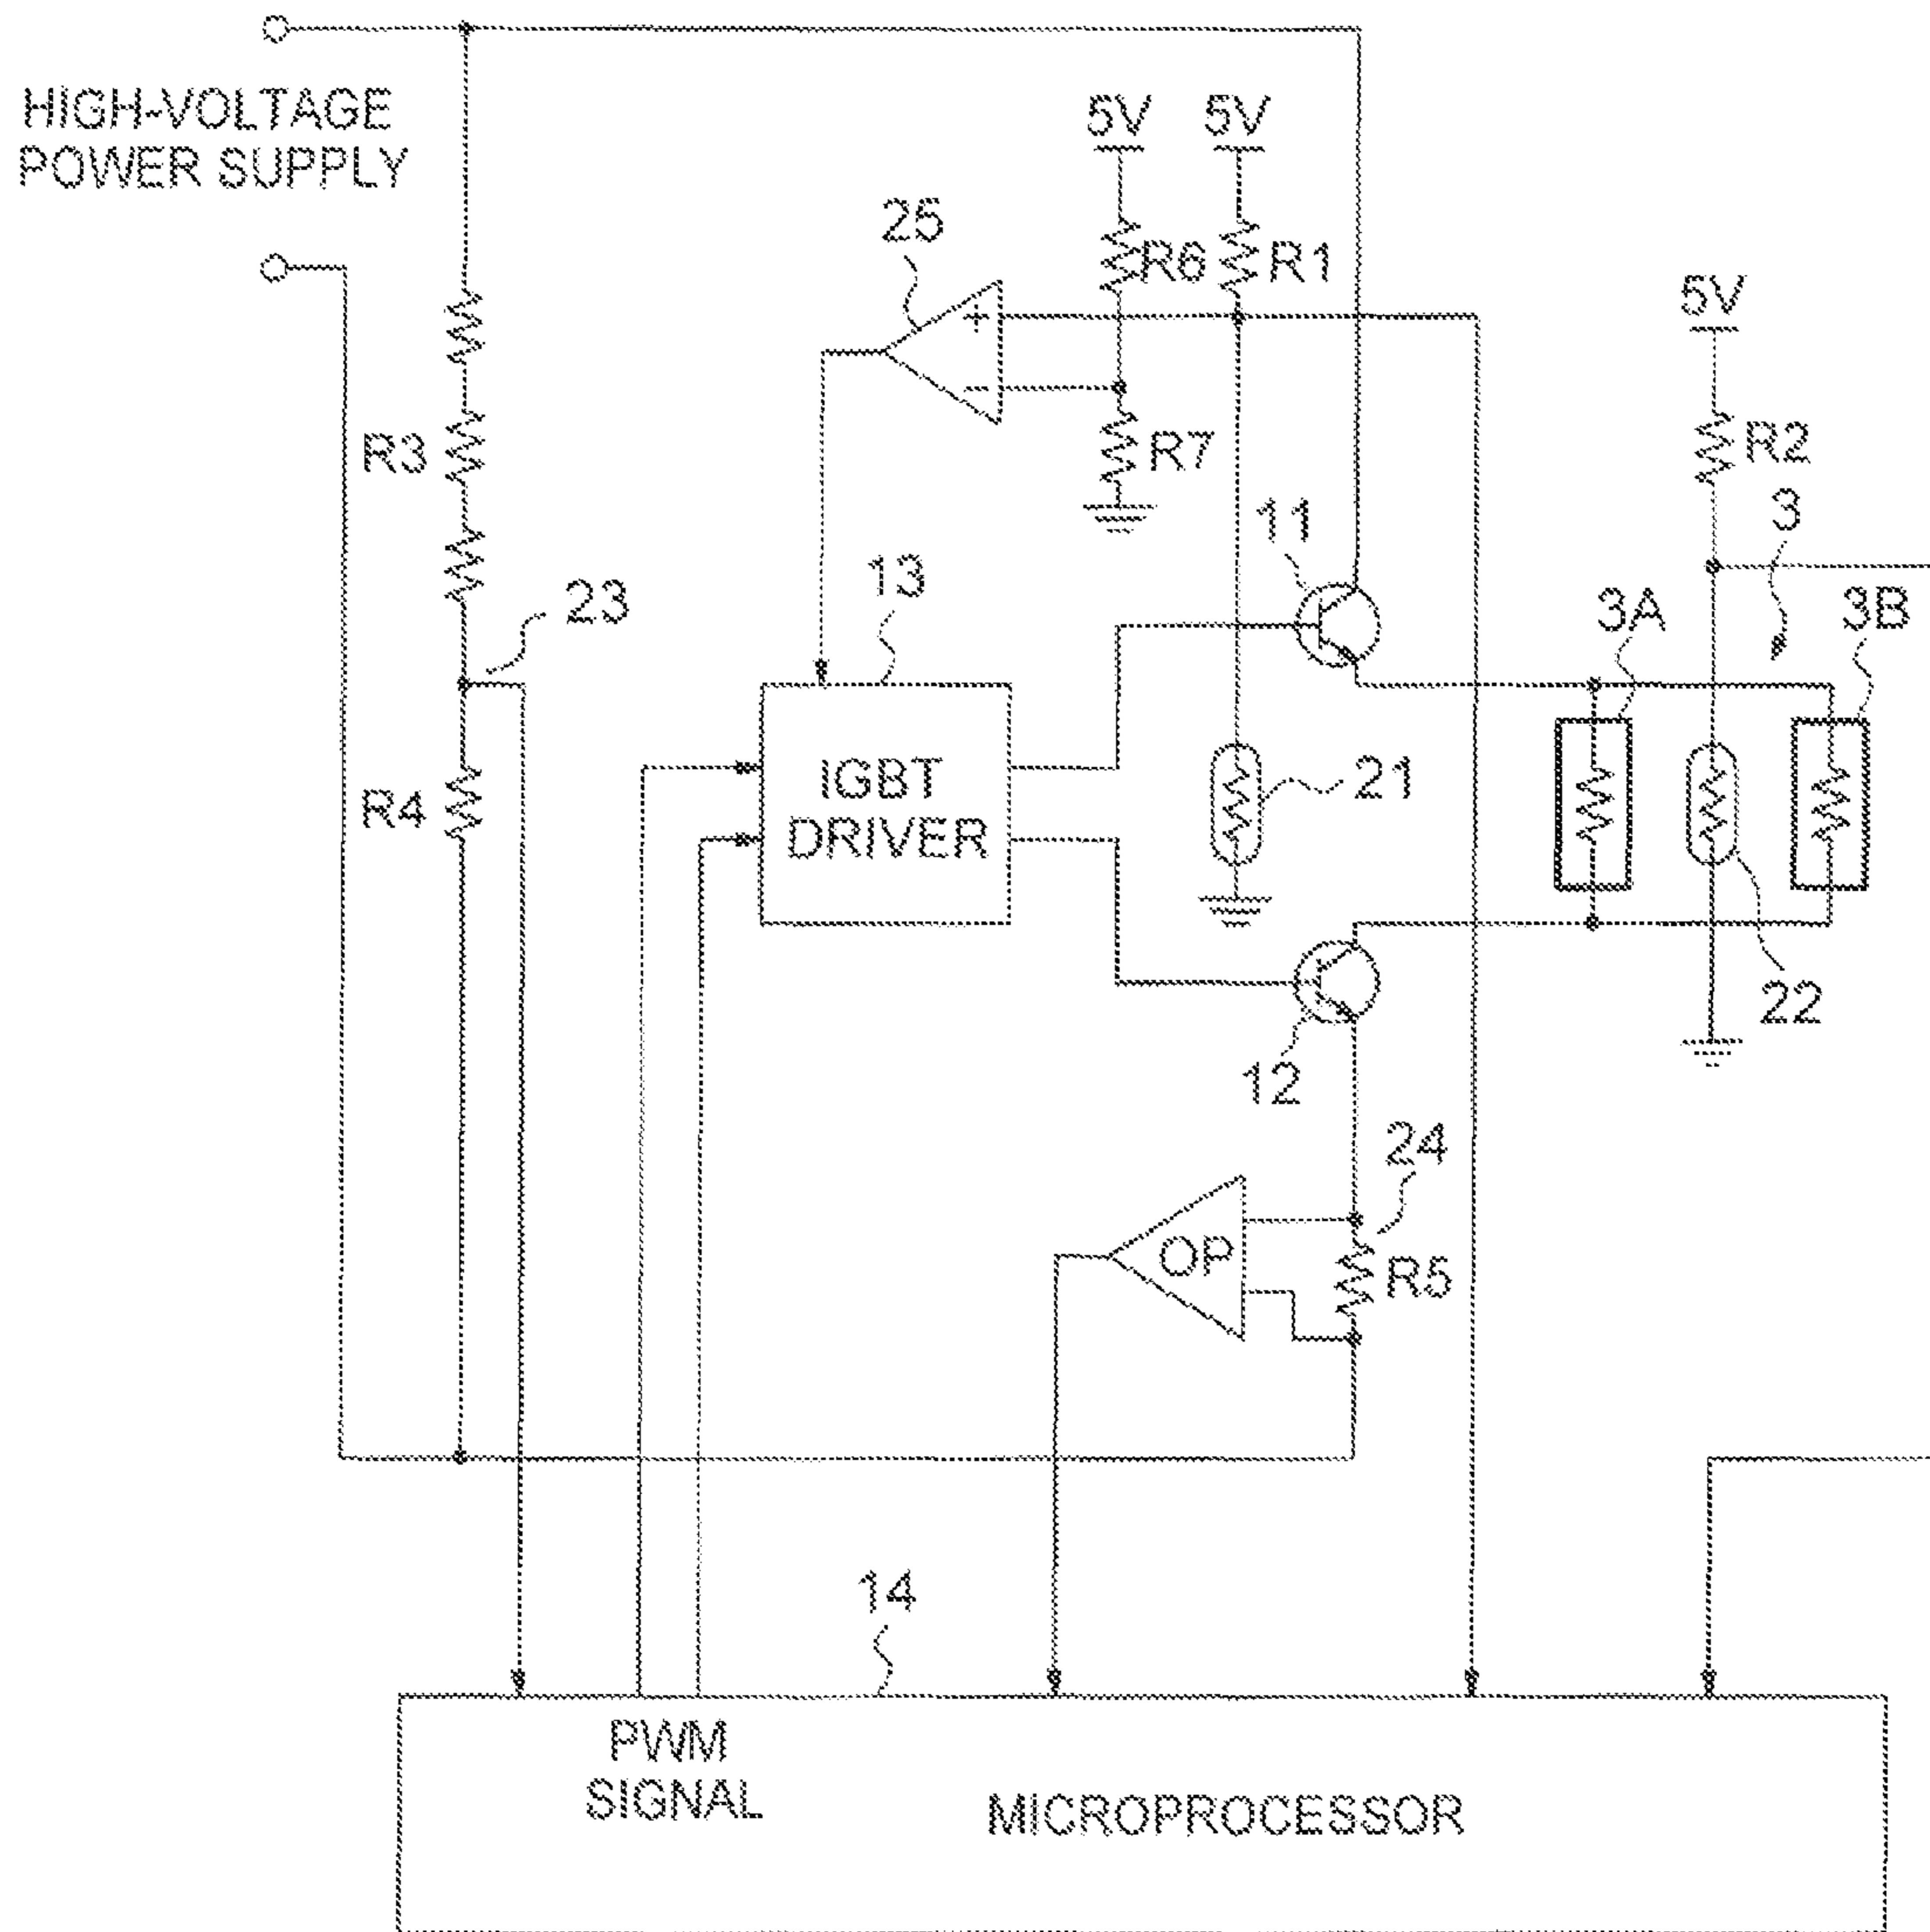 HIGH-VOLTAGE
POWER SUPPLY
5V
5V
25
R6
R1
5V
R3
R7
R2
11
3
13
23
3A
3B
R4
IGBT
DRIVER
21
22
12
24
OP
R5
14
PWM
SIGNAL
MICROPROCESSOR